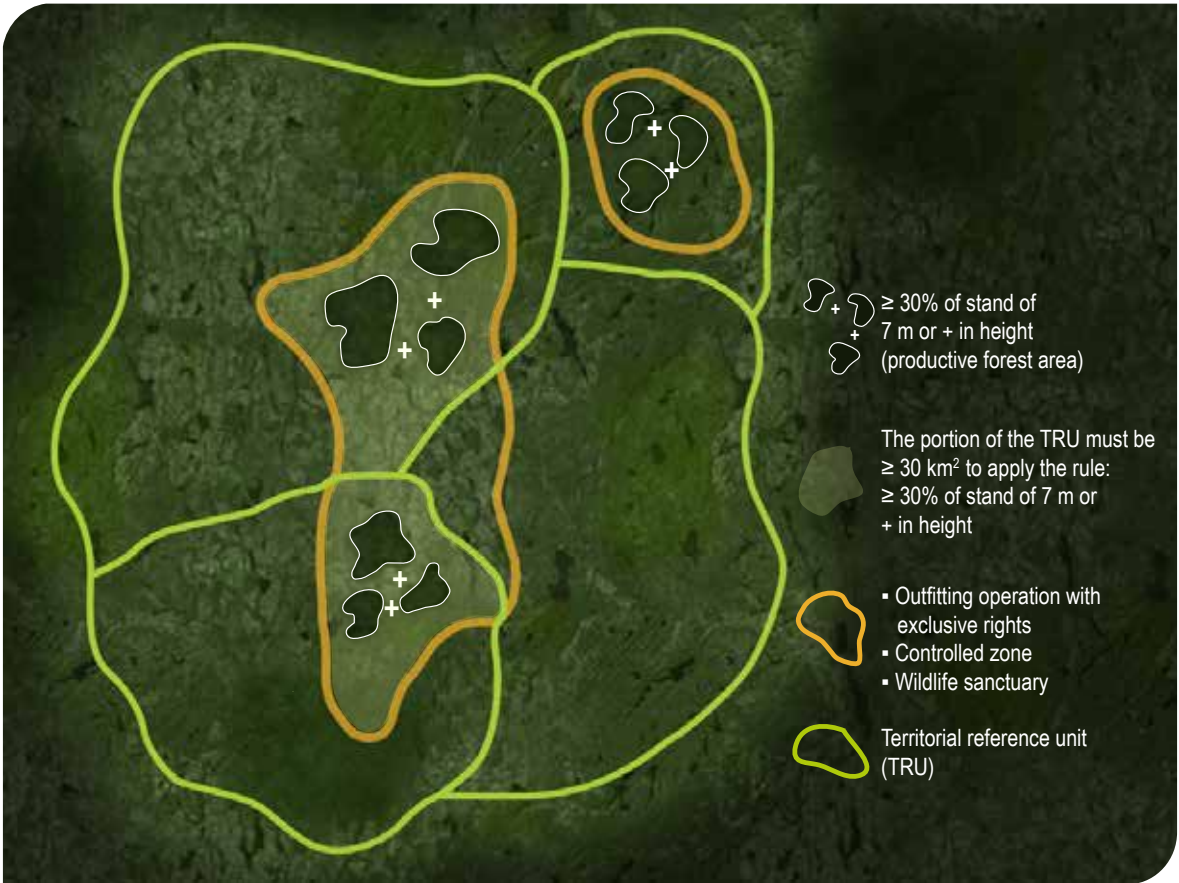 ≥ 30% of stand of
7 m or + in height
(productive forest area)
The portion of the TRU must be
≥ 30 km² to apply the rule:
≥ 30% of stand of 7 m or
+ in height
▪ Outfitting operation with
exclusive rights
▪ Controlled zone
▪ Wildlife sanctuary
Territorial reference unit
(TRU)